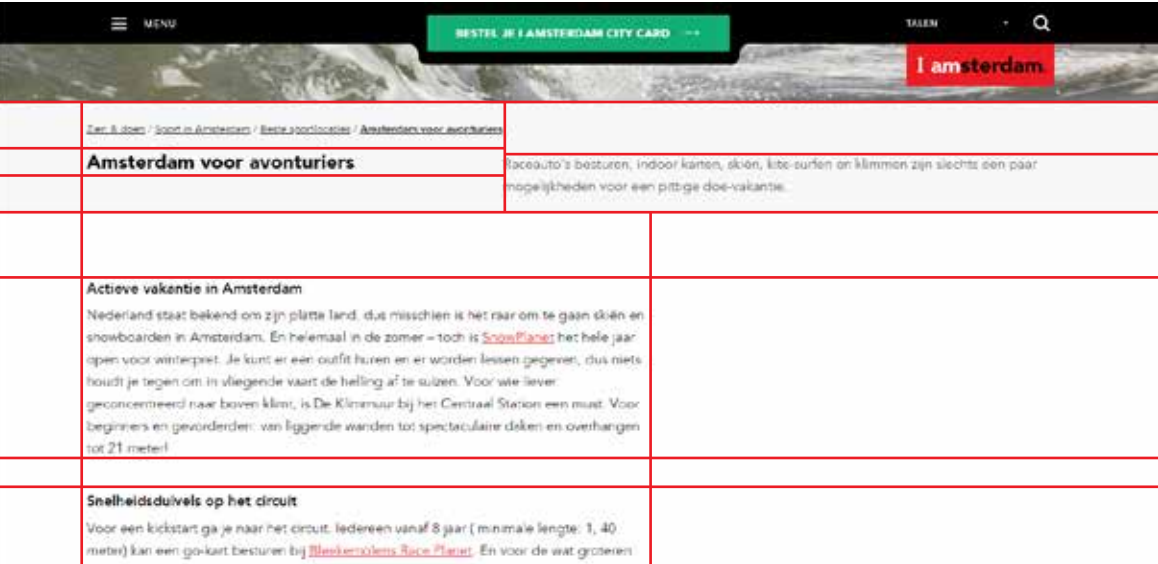 MENU
BESTEL JE I AMSTERDAM CITY CARD
TALEN
I amsterdam.
Zien & doen / Sport in Amsterdam / Beste sportlocaties / Amsterdam voor avonturiers
Amsterdam voor avonturiers
Raceauto's besturen, indoor karten, skiën, kite-surfen en klimmen zijn slechts een paar
mogelijkheden voor een pittige doe-vakantie.
Actieve vakantie in Amsterdam
Nederland staat bekend om zijn platte land, dus misschien is het raar om te gaan skiën en
snowboarden in Amsterdam. En helemaal in de zomer – toch is SnowPlanet het hele jaar
open voor winterpret. Je kunt er een outfit huren en er worden lessen gegeven, dus niets
houdt je tegen om in vliegende vaart de helling af te suizen. Voor wie liever
geconcentreerd naar boven klimt, is De Klimmuur bij het Centraal Station een must. Voor
beginners en gevorderden: van liggende wanden tot spectaculaire daken en overhangen
tot 21 meter!
Snelheidsduivels op het circuit
Voor een kickstart ga je naar het circuit. Iedereen vanaf 8 jaar ( minimale lengte: 1, 40
meter) kan een go-kart besturen bij Bleekemolens Race Planet. En voor de wat groteren